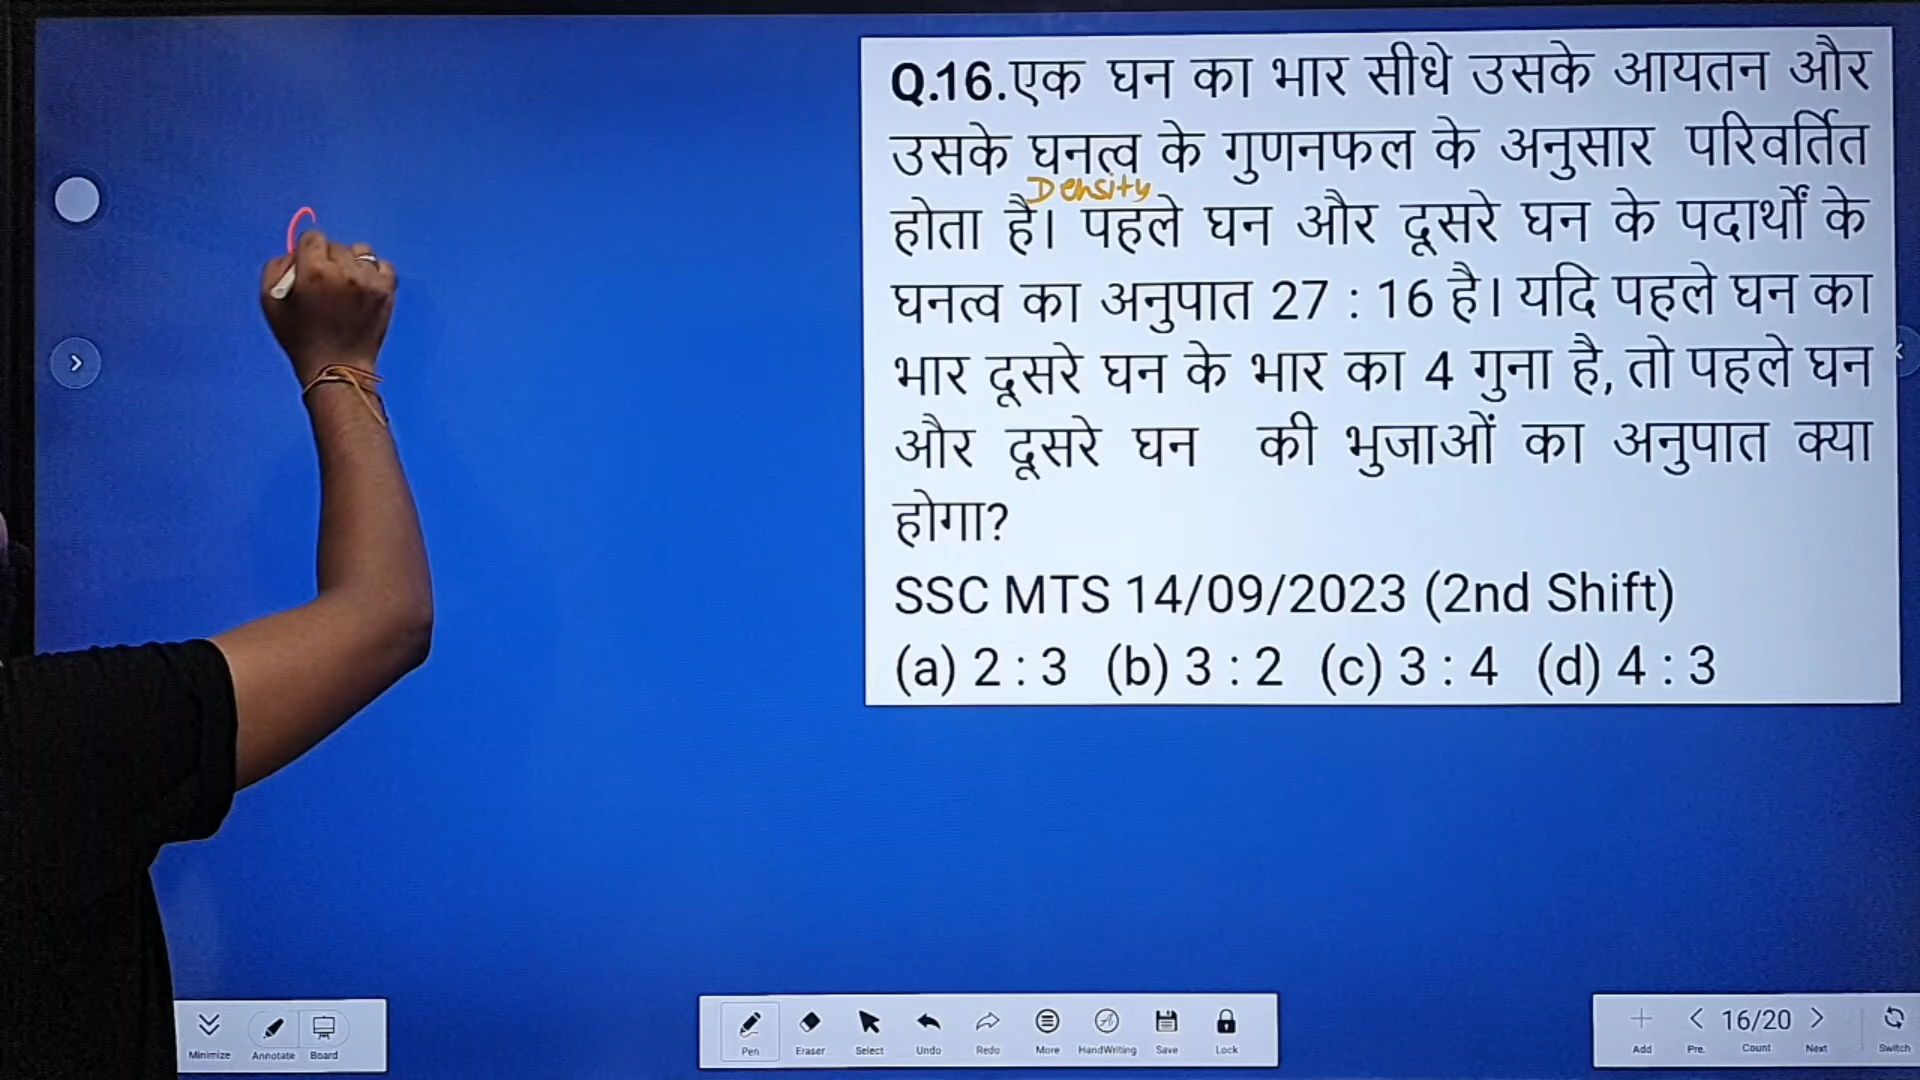 Q.16.एक घन का भार सीधे उसके आयतन और
उसके घनत्व के गुणनफल के अनुसार परिवर्तित
Density
होता है। पहले घन और दूसरे घन के पदार्थों के
घनत्व का अनुपात 27 : 16 है। यदि पहले घन का
भार दूसरे घन के भार का 4 गुना है, तो पहले घन
और दूसरे घन की भुजाओं का अनुपात क्या
होगा?
SSC MTS 14/09/2023 (2nd Shift)
(a) 2 : 3 (b) 3 : 2 (c) 3 : 4 (d) 4 : 3
Minimize Annotate Board
Pen Eraser Select Undo Redo More HandWriting Save Lock
16/20
Add Pre. Count Next Switch